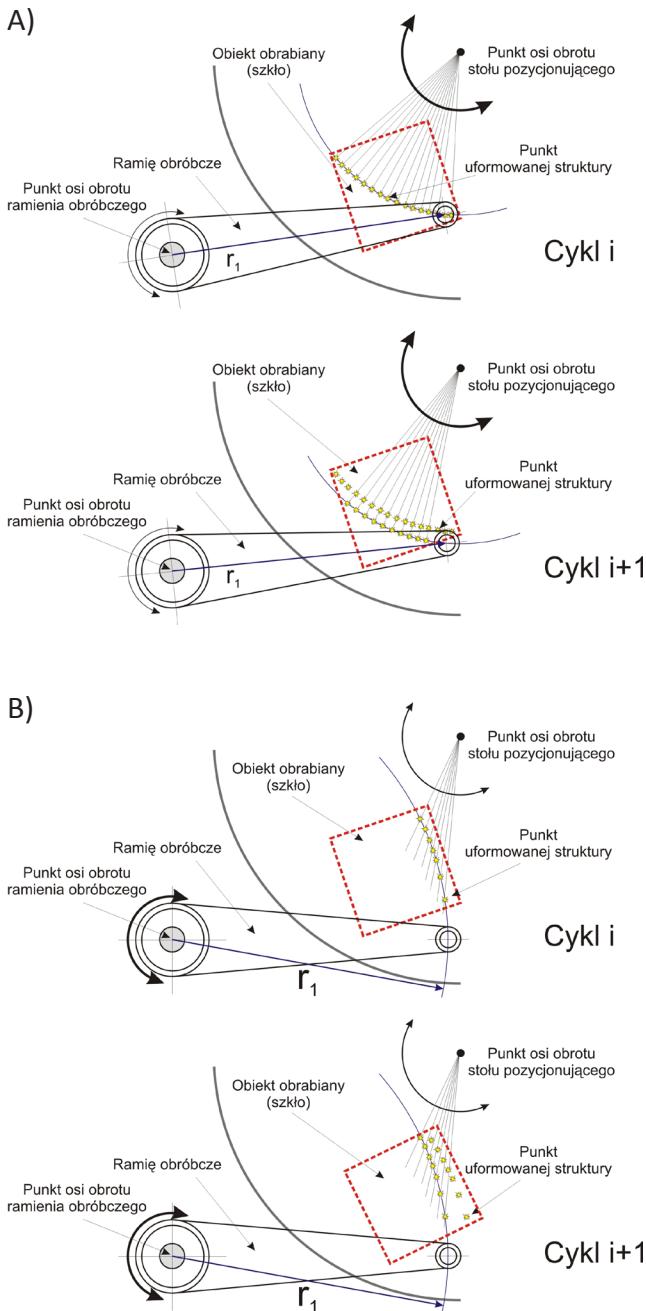 A)
Obiekt obrabiany
(szkło)
Punkt osi obrotu
stołu pozycjonującego
Ramię obróbcze
Punkt
uformowanej struktury
Punkt osi obrotu
ramienia obróbczego
r1
Cykl i
Obiekt obrabiany
(szkło)
Punkt osi obrotu
stołu pozycjonującego
Ramię obróbcze
Punkt
uformowanej struktury
Punkt osi obrotu
ramienia obróbczego
r1
Cykl i+1
B)
Punkt osi obrotu
stołu pozycjonującego
Obiekt obrabiany
(szkło)
Ramię obróbcze
Punkt
uformowanej struktury
Punkt osi obrotu
ramienia obróbczego
r1
Cykl i
Punkt osi obrotu
stołu pozycjonującego
Obiekt obrabiany
(szkło)
Ramię obróbcze
Punkt
uformowanej struktury
Punkt osi obrotu
ramienia obróbczego
r1
Cykl i+1